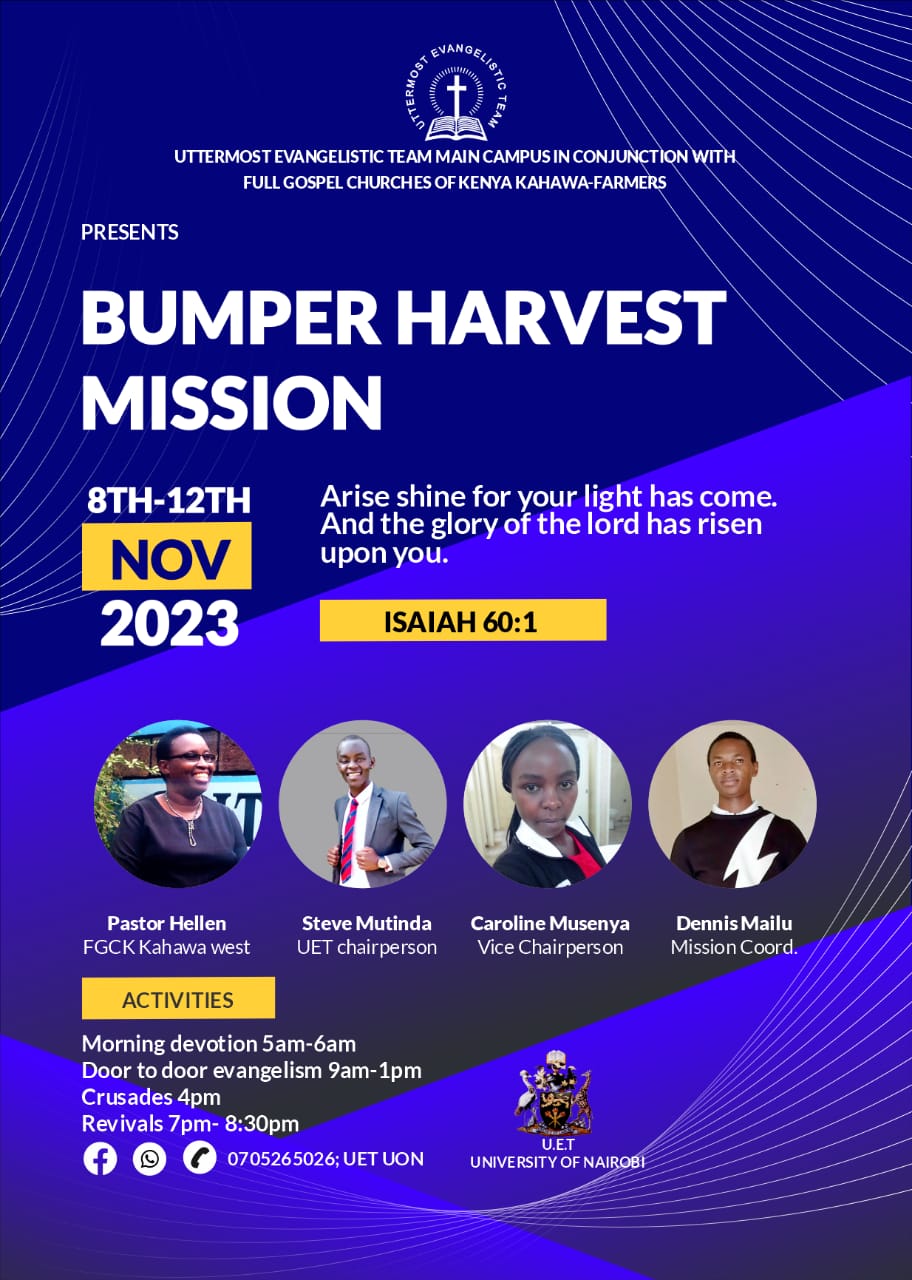 UTTERMOST EVANGELISTIC TEAM
UTTERMOST EVANGELISTIC TEAM MAIN CAMPUS IN CONJUNCTION WITH
FULL GOSPEL CHURCHES OF KENYA KAHAWA-FARMERS
PRESENTS
BUMPER HARVEST
MISSION
8TH-12TH
NOV
2023
Arise shine for your light has come.
And the glory of the lord has risen
upon you.
ISAIAH 60:1
Pastor Hellen
FGCK Kahawa west
Steve Mutinda
UET chairperson
Caroline Musenya
Vice Chairperson
Dennis Mailu
Mission Coord.
ACTIVITIES
Morning devotion 5am-6am
Door to door evangelism 9am-1pm
Crusades 4pm
Revivals 7pm- 8:30pm
0705265026; UET UON
U.E.T
UNIVERSITY OF NAIROBI